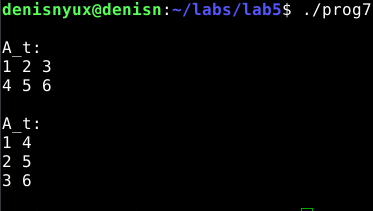 denisnyux@denisn:~/labs/lab5$ ./prog7
A_t:
1 2 3
4 5 6
A_t:
1 4
2 5
3 6